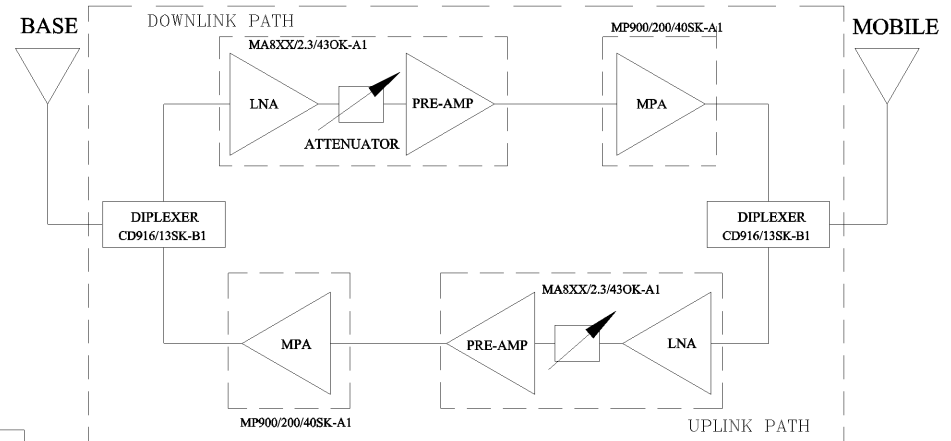 DOWNLINK PATH
BASE
MOBILE
MA8XX/2.3/43OK-A1
MP900/200/40SK-A1
LNA
PRE-AMP
MPA
ATTENUATOR
DIPLEXER
CD916/13SK-B1
DIPLEXER
CD916/13SK-B1
MA8XX/2.3/43OK-A1
MPA
PRE-AMP
LNA
MP900/200/40SK-A1
UPLINK PATH